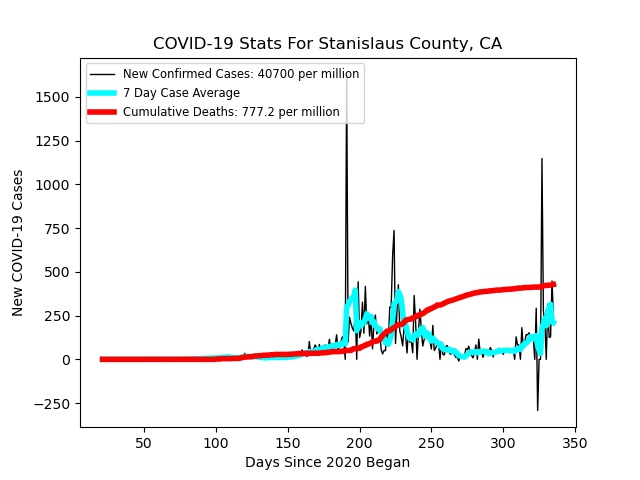 COVID-19 Stats For Stanislaus County, CA
New Confirmed Cases: 40700 per million
7 Day Case Average
Cumulative Deaths: 777.2 per million
New COVID-19 Cases
1500
1250
1000
750
500
250
0
−250
50 100 150 200 250 300 350
Days Since 2020 Began